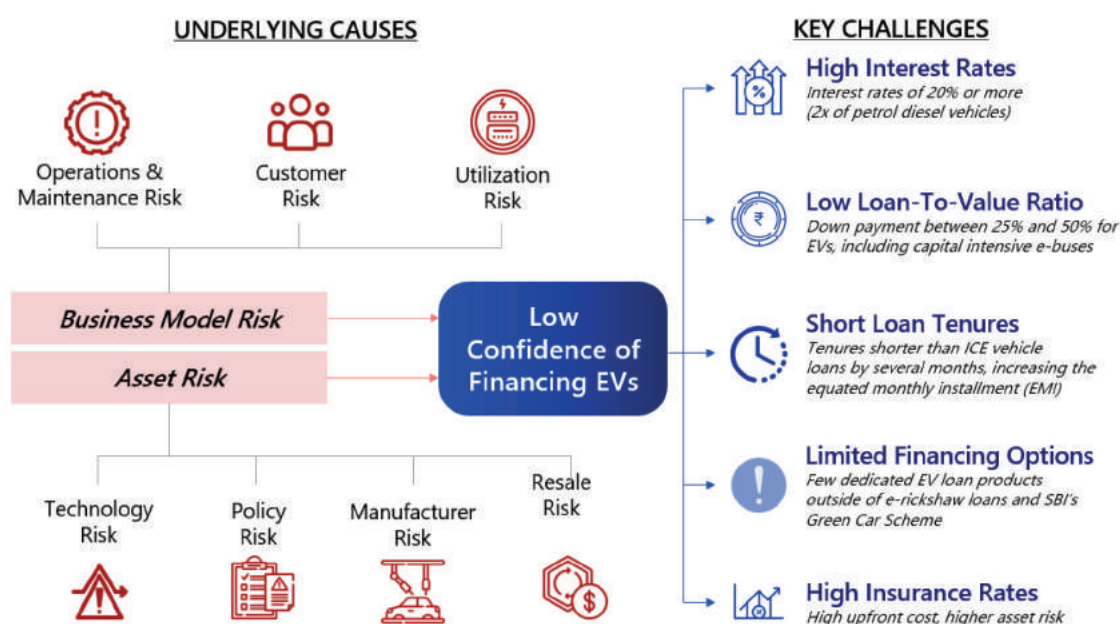 UNDERLYING CAUSES
Operations &
Maintenance Risk
Customer
Risk
Utilization
Risk
Business Model Risk
Asset Risk
Technology
Risk
Policy
Risk
Manufacturer
Risk
Resale
Risk
Low
Confidence of
Financing EVs
KEY CHALLENGES
High Interest Rates
Interest rates of 20% or more
(2x of petrol diesel vehicles)
Low Loan-To-Value Ratio
Down payment between 25% and 50% for
EVs, including capital intensive e-buses
Short Loan Tenures
Tenures shorter than ICE vehicle
loans by several months, increasing the
equated monthly installment (EMI)
Limited Financing Options
Few dedicated EV loan products
outside of e-rickshaw loans and SBI's
Green Car Scheme
High Insurance Rates
High upfront cost, higher asset risk